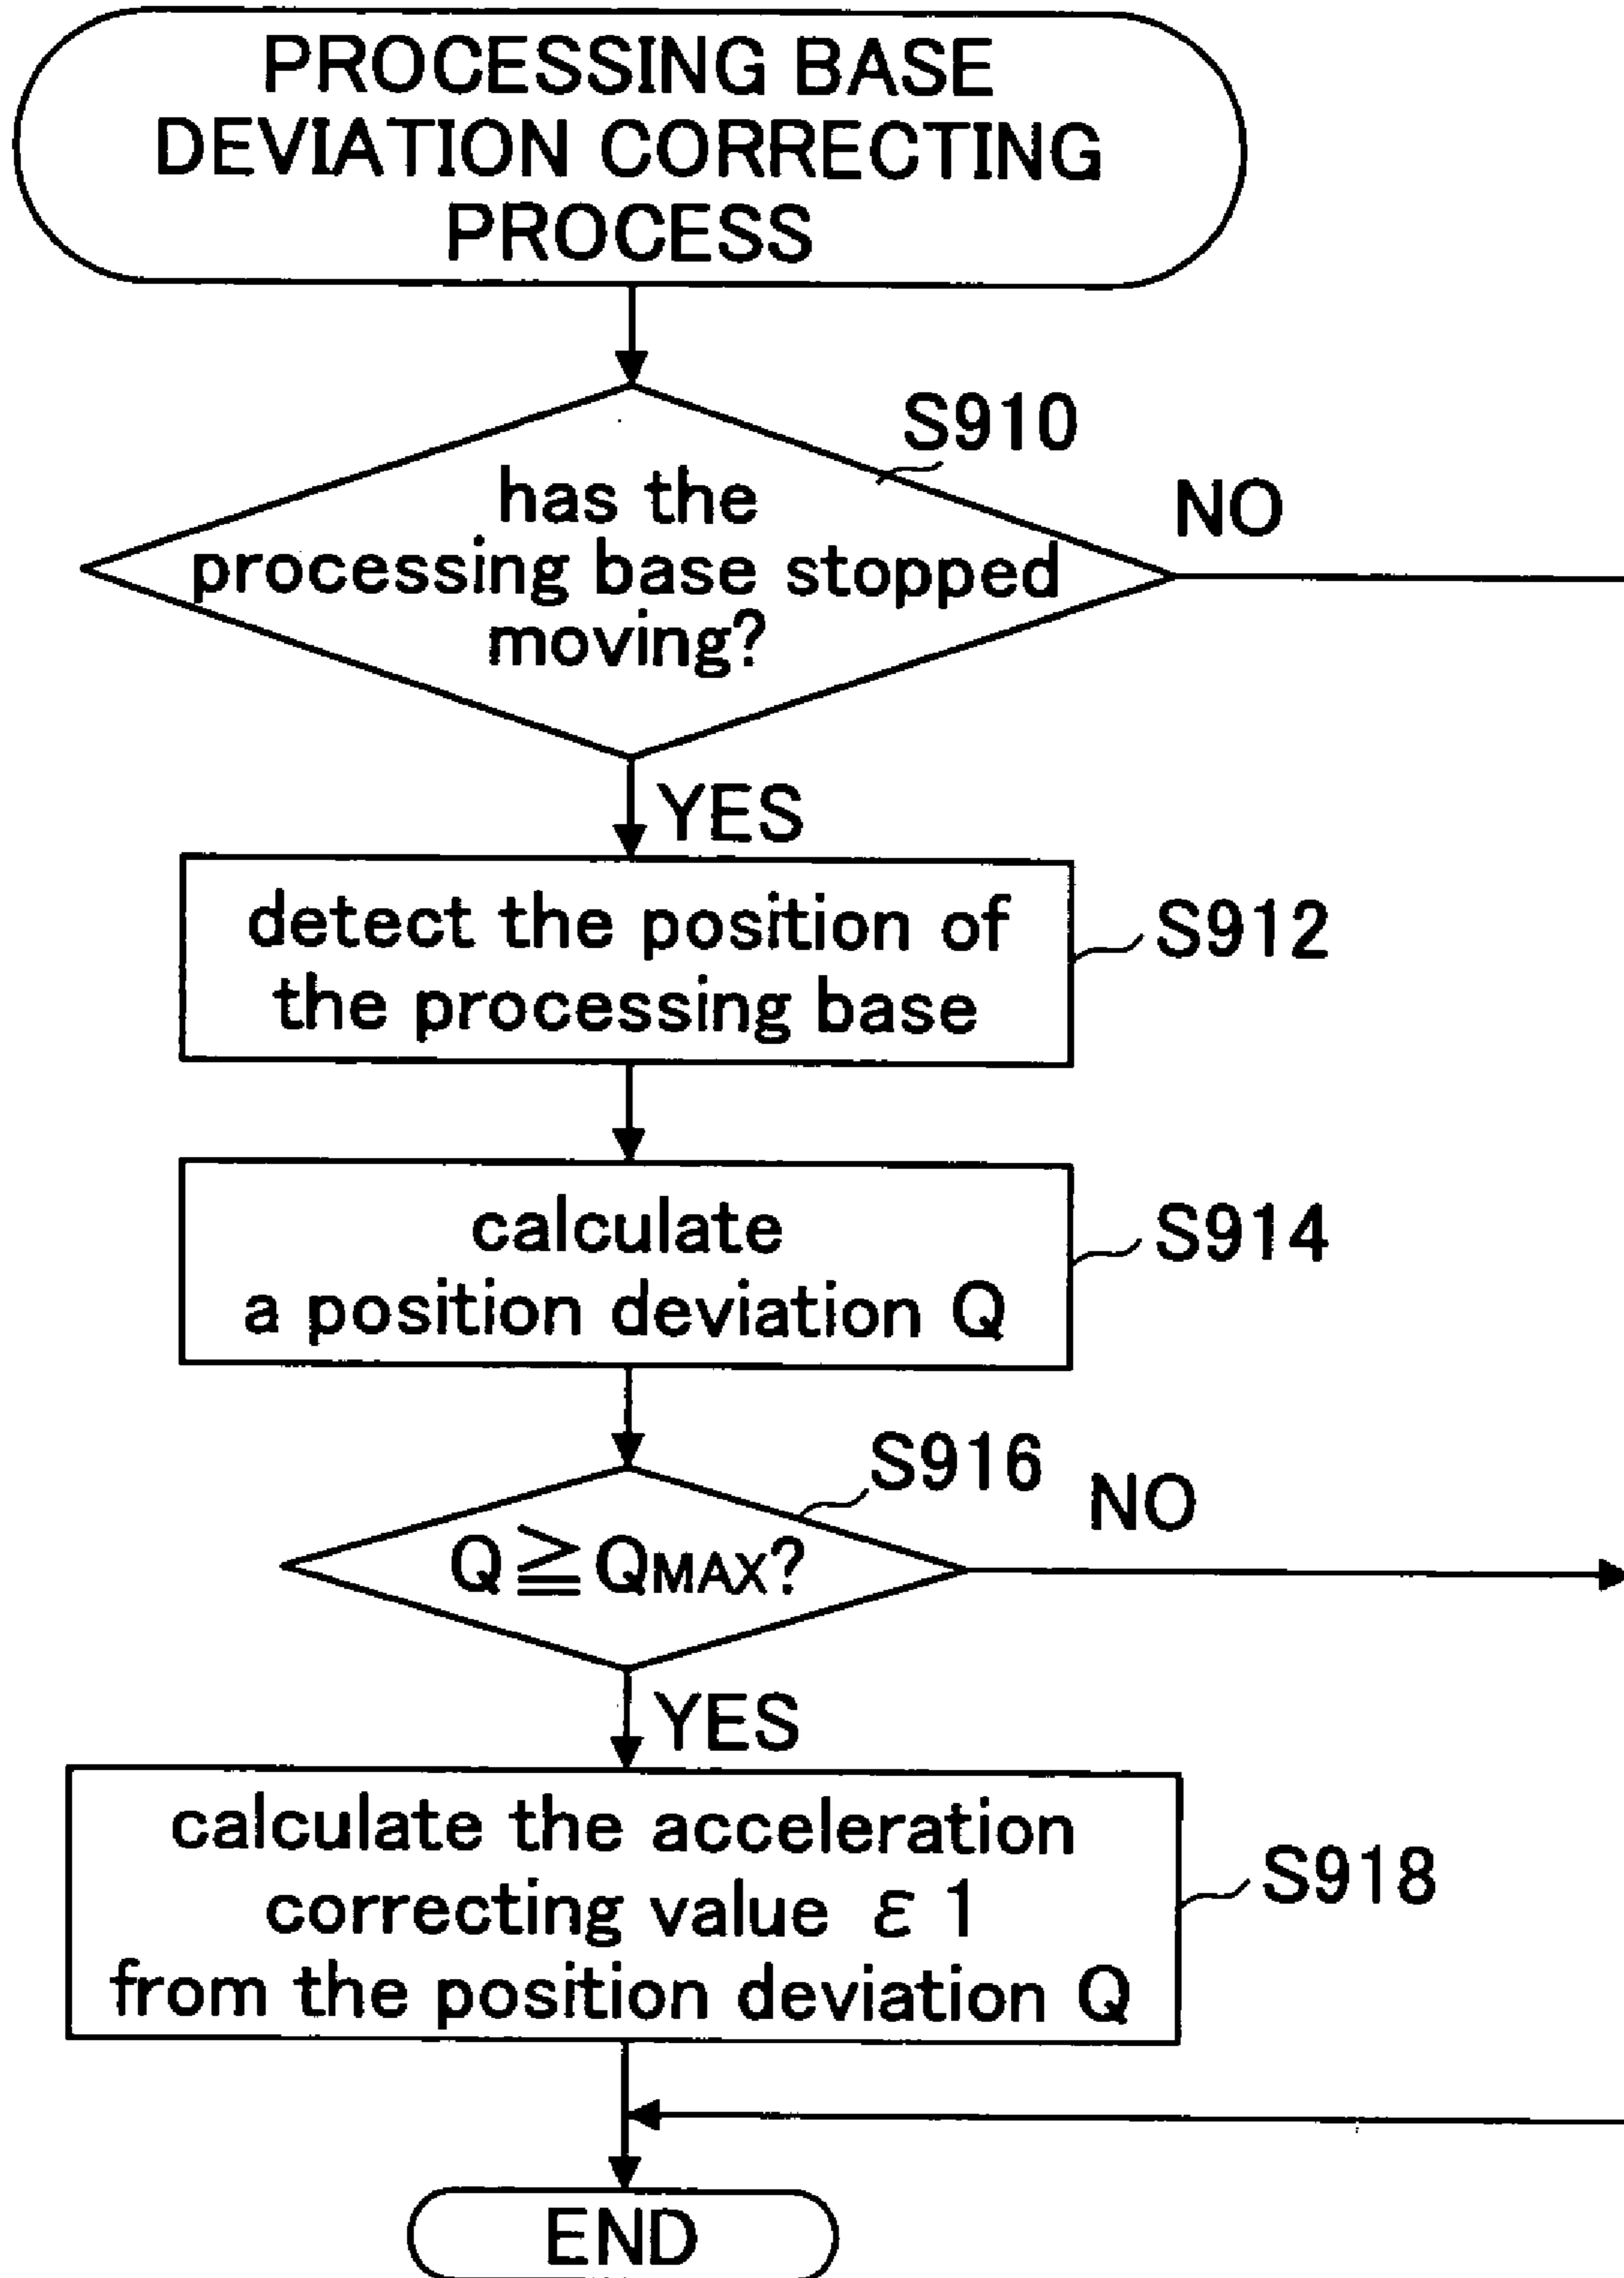 PROCESSING BASE
DEVIATION CORRECTING
PROCESS
S910
has the
processing base stopped
moving?
NO
YES
detect the position of
the processing base
S912
calculate
a position deviation Q
S914
S916
Q≧QMAX?
NO
YES
calculate the acceleration
correcting value ε1
from the position deviation Q
S918
END